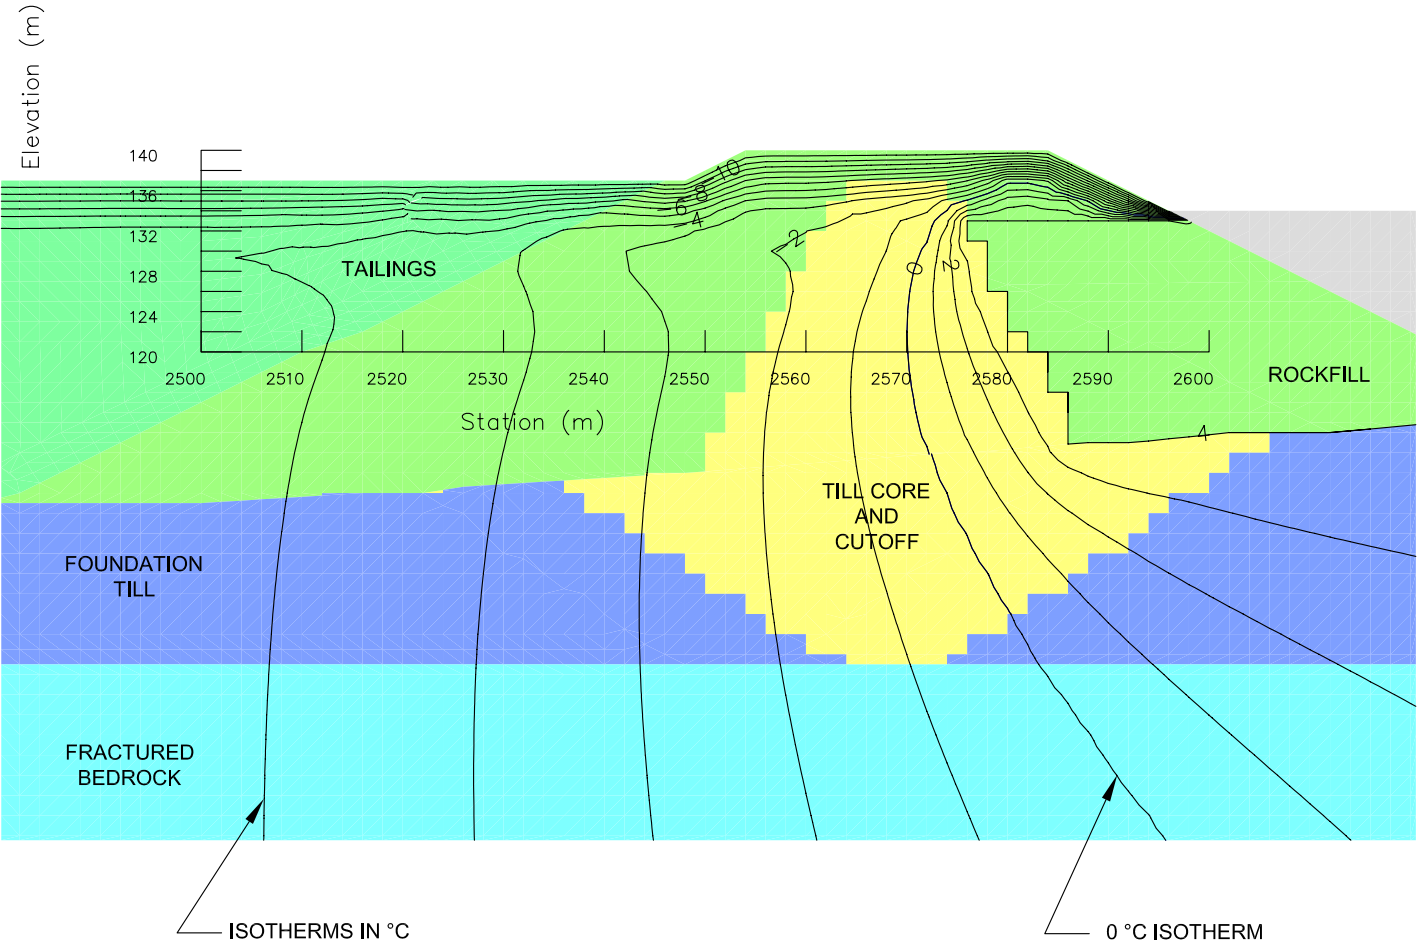 Elevation (m)
140
136
132
128
124
120
-10
-8
-6
-4
-2
0
2
4
TAILINGS
2500 2510 2520 2530 2540 2550 2560 2570 2580 2590 2600
Station (m)
ROCKFILL
TILL CORE
AND
CUTOFF
FOUNDATION
TILL
FRACTURED
BEDROCK
ISOTHERMS IN °C
0 °C ISOTHERM